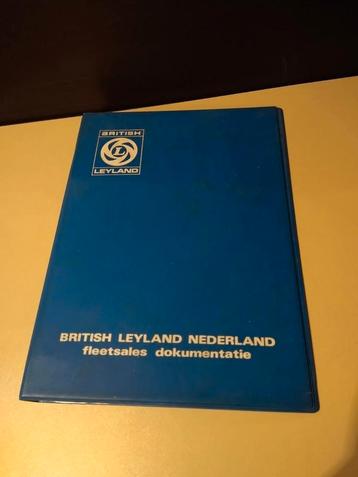 BRITISH
L
LEYLAND
BRITISH LEYLAND NEDERLAND
fleetsales dokumentatie